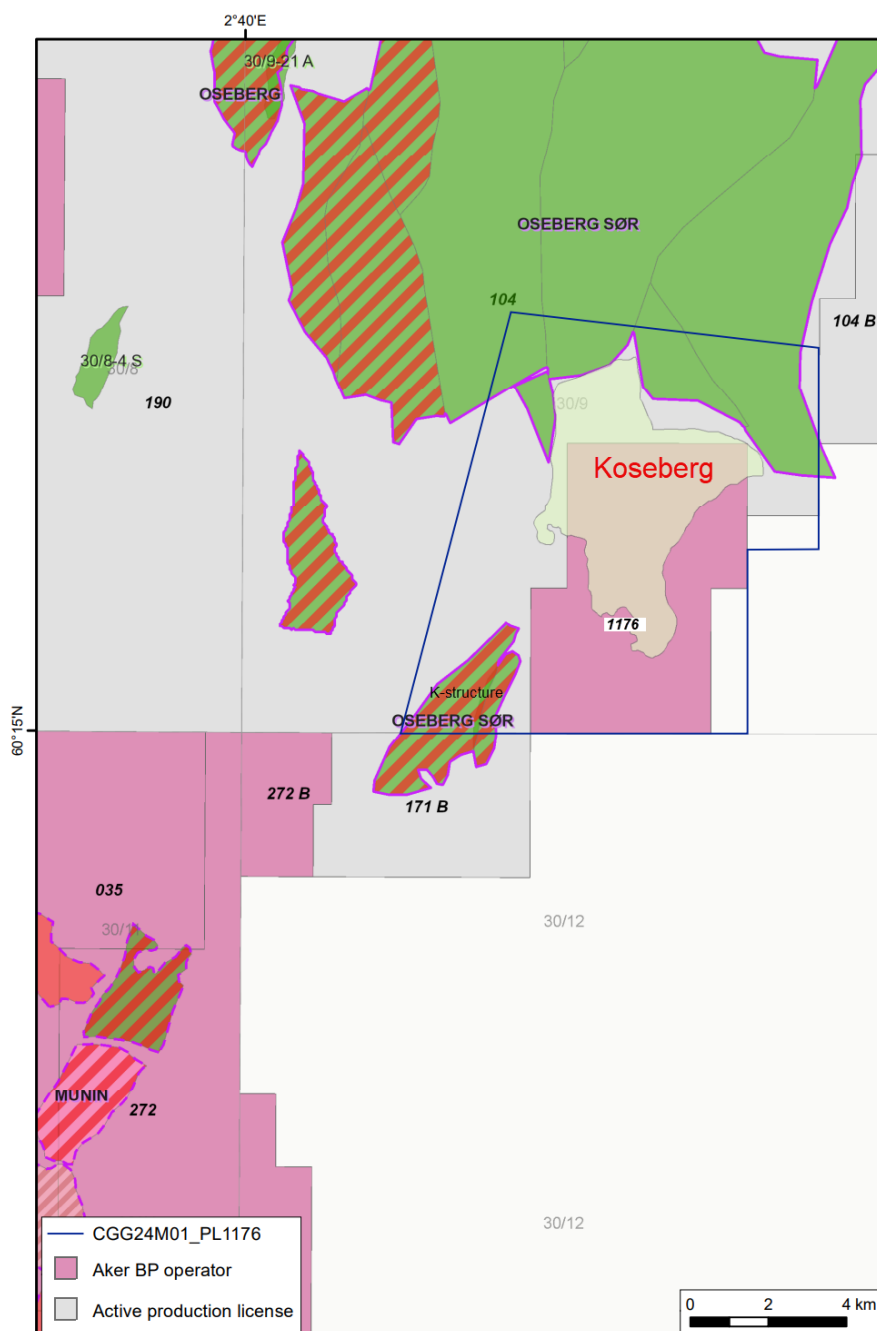 2°40'E
30/9-21 A
OSEBERG
OSEBERG SØR
104
104 B
30/8-4 S
30/8
190
30/9
Koseberg
1176
K-structure
OSEBERG SØR
60°15'N
272 B
171 B
035
30/1
30/12
MUNIN
272
30/12
CGG24M01_PL1176
Aker BP operator
Active production license
0 2 4 km